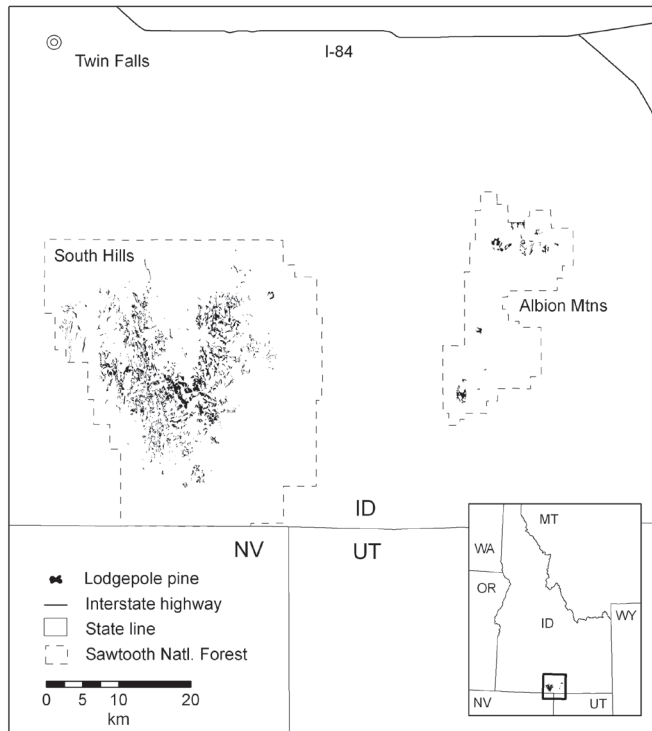 I-84
Twin Falls
South Hills
Albion Mtns
ID
NV
UT
Lodgepole pine
Interstate highway
State line
Sawtooth Natl. Forest
0 5 10 20
km
MT
WA
OR
ID
WY
NV
UT